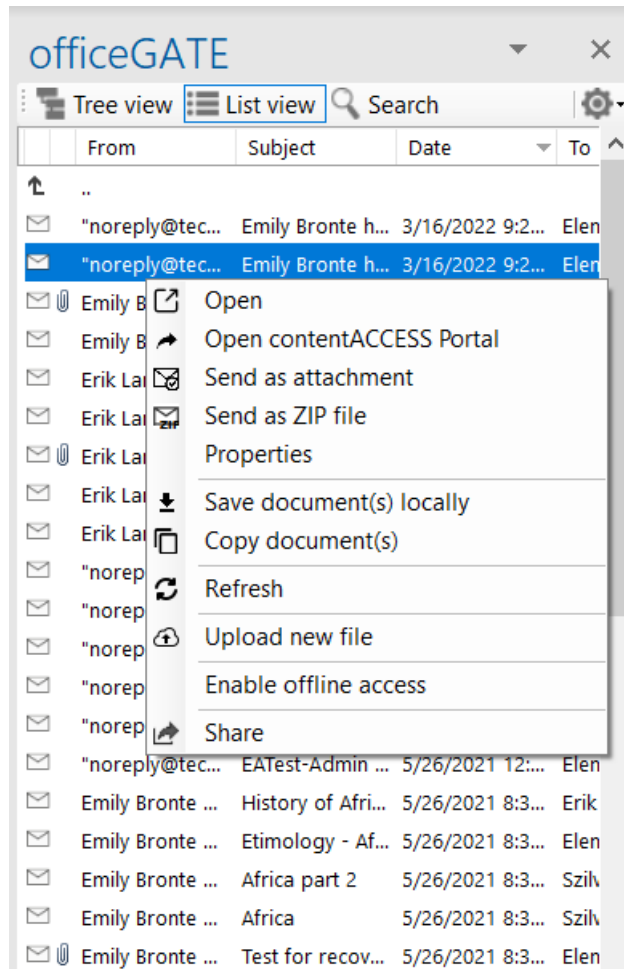 officeGATE
Tree view List view Search
From Subject Date To
..
"noreply@tec... Emily Bronte h... 3/16/2022 9:2... Elen
"noreply@tec... Emily Bronte h... 3/16/2022 9:2... Elen
Emily B Open
Emily B Open contentACCESS Portal
Erik Lar Send as attachment
Erik Lar Send as ZIP file
ZIP
Erik Lar Properties
Erik Lar Save document(s) locally
Erik Lar Copy document(s)
"norep Refresh
"norep Upload new file
"norep
"norep Enable offline access
"norep Share
"noreply@tec... EATest-Admin ... 5/26/2021 12:... Elen
Emily Bronte ... History of Afri... 5/26/2021 8:3... Erik
Emily Bronte ... Etimology - Af... 5/26/2021 8:3... Elen
Emily Bronte ... Africa part 2 5/26/2021 8:3... Szilv
Emily Bronte ... Africa 5/26/2021 8:3... Szilv
Emily Bronte ... Test for recov... 5/26/2021 8:3... Elen